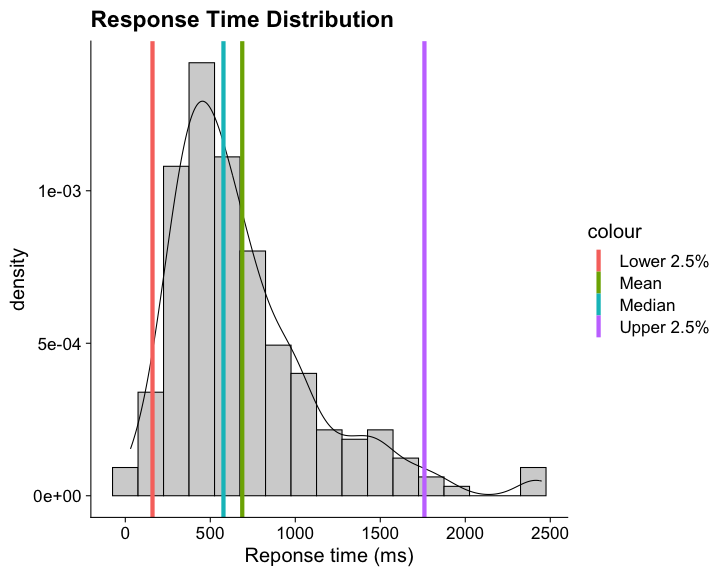 Response Time Distribution
density
1e-03
5e-04
0e+00
0
500
1000
1500
2000
2500
Reponse time (ms)
colour
Lower 2.5%
Mean
Median
Upper 2.5%